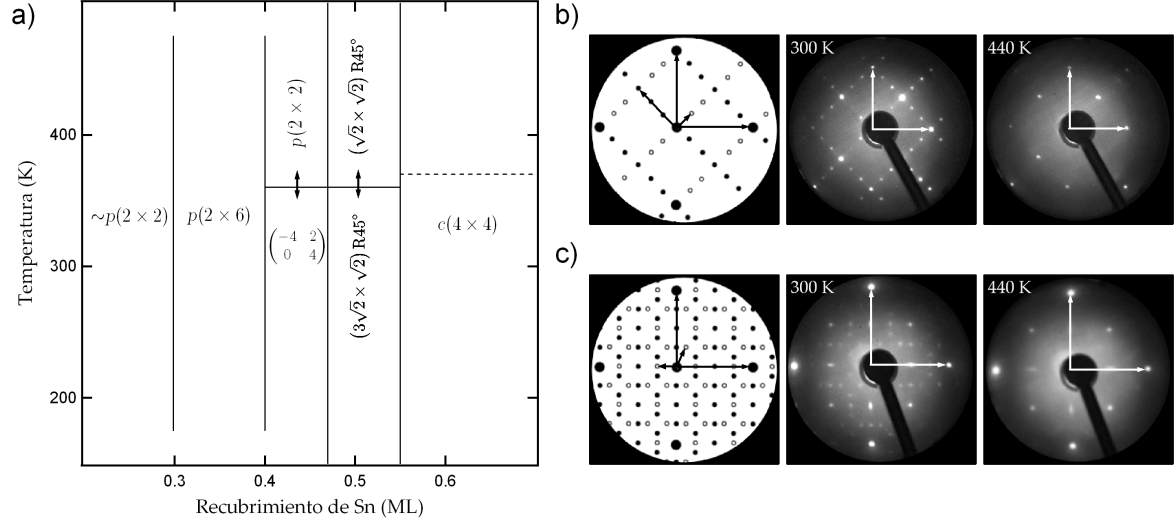 a)
Temperatura (K)
400
300
200
0.3
0.4
0.5
0.6
Recubrimiento de Sn (ML)
~p(2 × 2)
p(2 × 6)
p(2 × 2)
(√2 × √2) R45°
(−4 2
0 4)
(3√2 × √2) R45°
c(4 × 4)
b)
300 K
440 K
c)
300 K
440 K